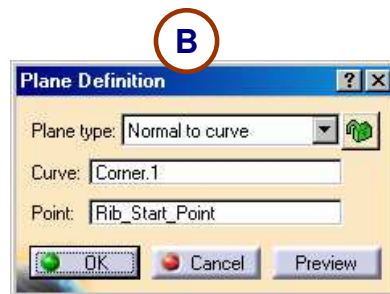 B
Plane Definition ? X
Plane type: Normal to curve
Curve: Corner.1
Point: Rib_Start_Point
OK Cancel Preview